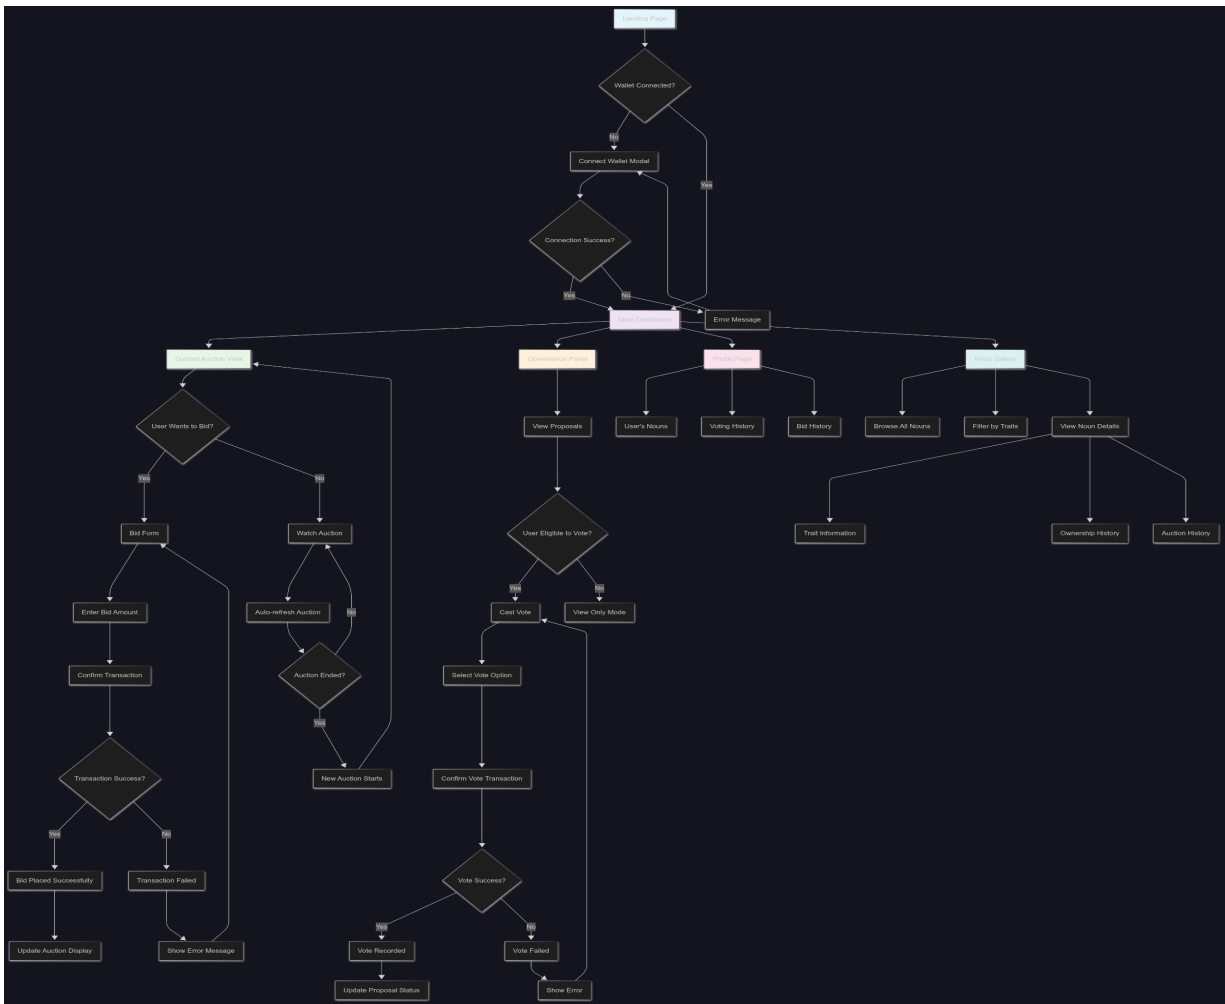 Landing Page
Wallet Connected?
No
Connect Wallet Modal
Yes
Connection Success?
Yes
No
Main Dashboard
Error Message
Current Auction View
Governance Panel
Profile Page
Noun Gallery
User Wants to Bid?
View Proposals
User's Nouns
Voting History
Bid History
Browse All Nouns
Filter by Traits
View Noun Details
Yes
No
Bid Form
Watch Auction
User Eligible to Vote?
Trait Information
Ownership History
Auction History
Yes
No
Enter Bid Amount
Auto-refresh Auction
No
Cast Vote
View Only Mode
Confirm Transaction
Auction Ended?
Select Vote Option
Yes
Transaction Success?
New Auction Starts
Confirm Vote Transaction
Yes
No
Bid Placed Successfully
Transaction Failed
Vote Success?
Yes
No
Update Auction Display
Show Error Message
Vote Recorded
Vote Failed
Update Proposal Status
Show Error